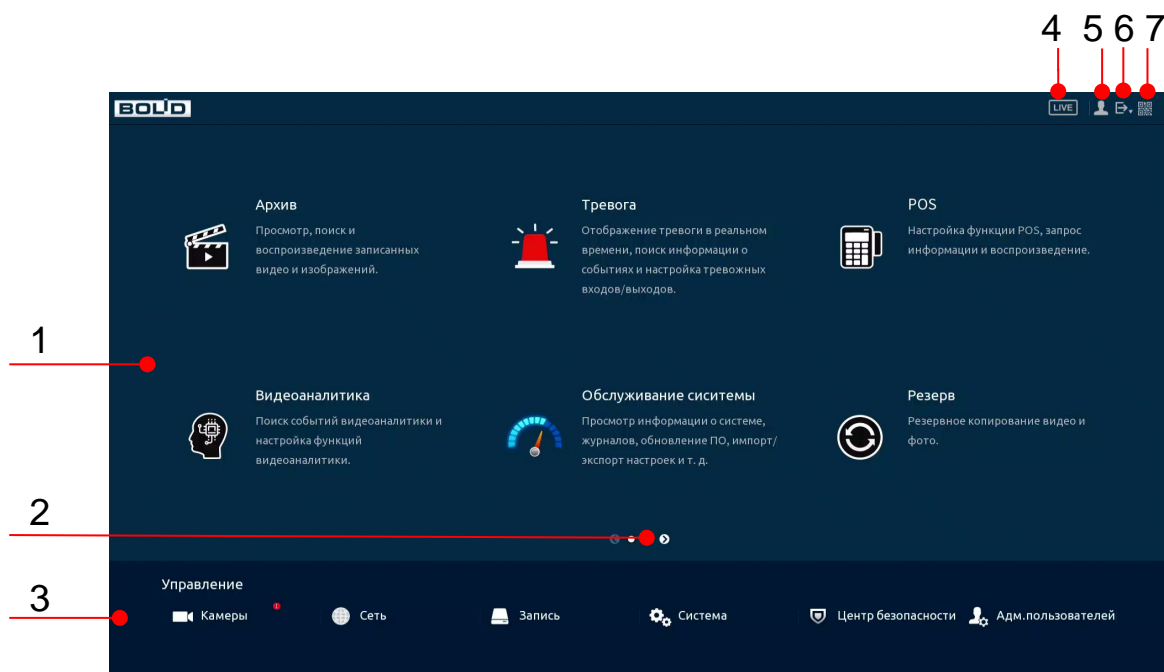 4 5 6 7
BOLID
LIVE
Архив
Просмотр, поиск и
воспроизведение записанных
видео и изображений.
Тревога
Отображение тревоги в реальном
времени, поиск информации о
событиях и настройка тревожных
входов/выходов.
POS
Настройка функции POS, запрос
информации и воспроизведение.
1
Видеоаналитика
Поиск событий видеоаналитики и
настройка функций
видеоаналитики.
Обслуживание сиситемы
Просмотр информации о системе,
журналов, обновление ПО, импорт/
экспорт настроек и т. д.
Резерв
Резервное копирование видео и
фото.
2
3
Управление
Камеры
Сеть
Запись
Система
Центр безопасности
Адм.пользователей